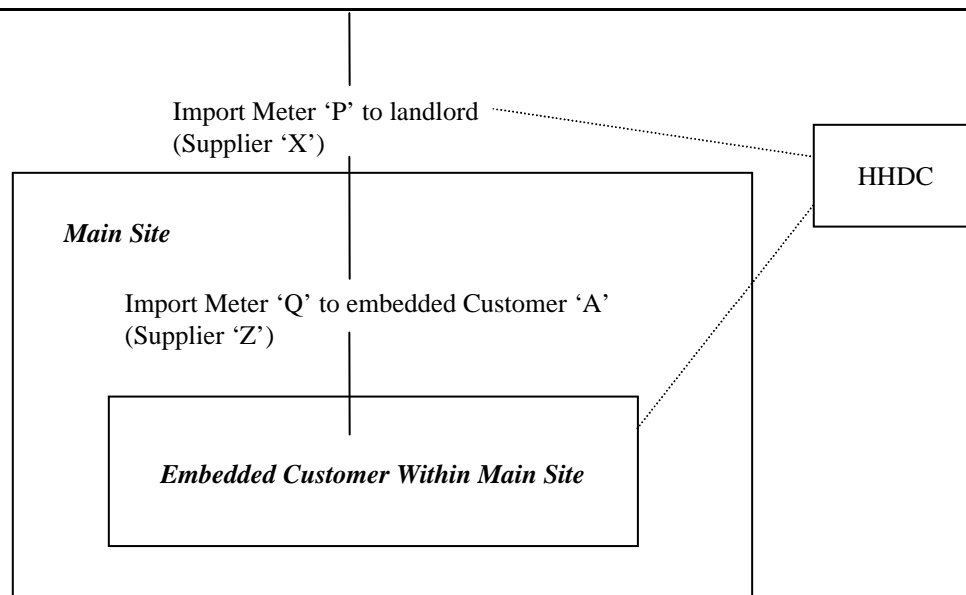 Import Meter ‘P’ to landlord
(Supplier ‘X’)
HHDC
Main Site
Import Meter ‘Q’ to embedded Customer ‘A’
(Supplier ‘Z’)
Embedded Customer Within Main Site